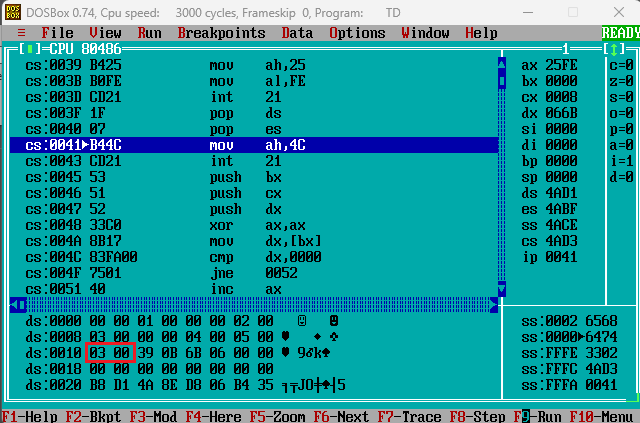 DOSBox 0.74, Cpu speed: 3000 cycles, Frameskip 0, Program: TD
≡ File View Run Breakpoints Data Options Window Help READY
[▮]=CPU 80486 1 [↕]
cs:0039 B425 mov ah,25 ax 25FE c=0
cs:003B B0FE mov al,FE bx 0000 z=0
cs:003D CD21 int 21 cx 0008 s=0
cs:003F 1F pop ds dx 066B o=0
cs:0040 07 pop es si 0000 p=0
cs:0041►B44C mov ah,4C di 0000 a=0
cs:0043 CD21 int 21 bp 0000 i=1
cs:0045 53 push bx sp 0000 d=0
cs:0046 51 push cx ds 4AD1
cs:0047 52 push dx es 4ABF
cs:0048 33C0 xor ax,ax ss 4ACE
cs:004A 8B17 mov dx,[bx] cs 4AD3
cs:004C 83FA00 cmp dx,0000 ip 0041
cs:004F 7501 jne 0052
cs:0051 40 inc ax
ds:0000 00 00 01 00 00 00 02 00 ☺ ☻ ss:0002 6568
ds:0008 03 00 00 00 04 00 05 00 ♥ ♦ ♣ ss:0000►6474
ds:0010 03 00 39 0B 6B 06 00 00 ♥ 9♂k♠ ss:FFFE 3302
ds:0018 00 00 00 00 00 00 00 00 ss:FFFC 4AD3
ds:0020 B8 D1 4A 8E D8 06 B4 35 ╕╤JÄ╪♠┤5 ss:FFFA 0041
F1-Help F2-Bkpt F3-Mod F4-Here F5-Zoom F6-Next F7-Trace F8-Step F9-Run F10-Menu